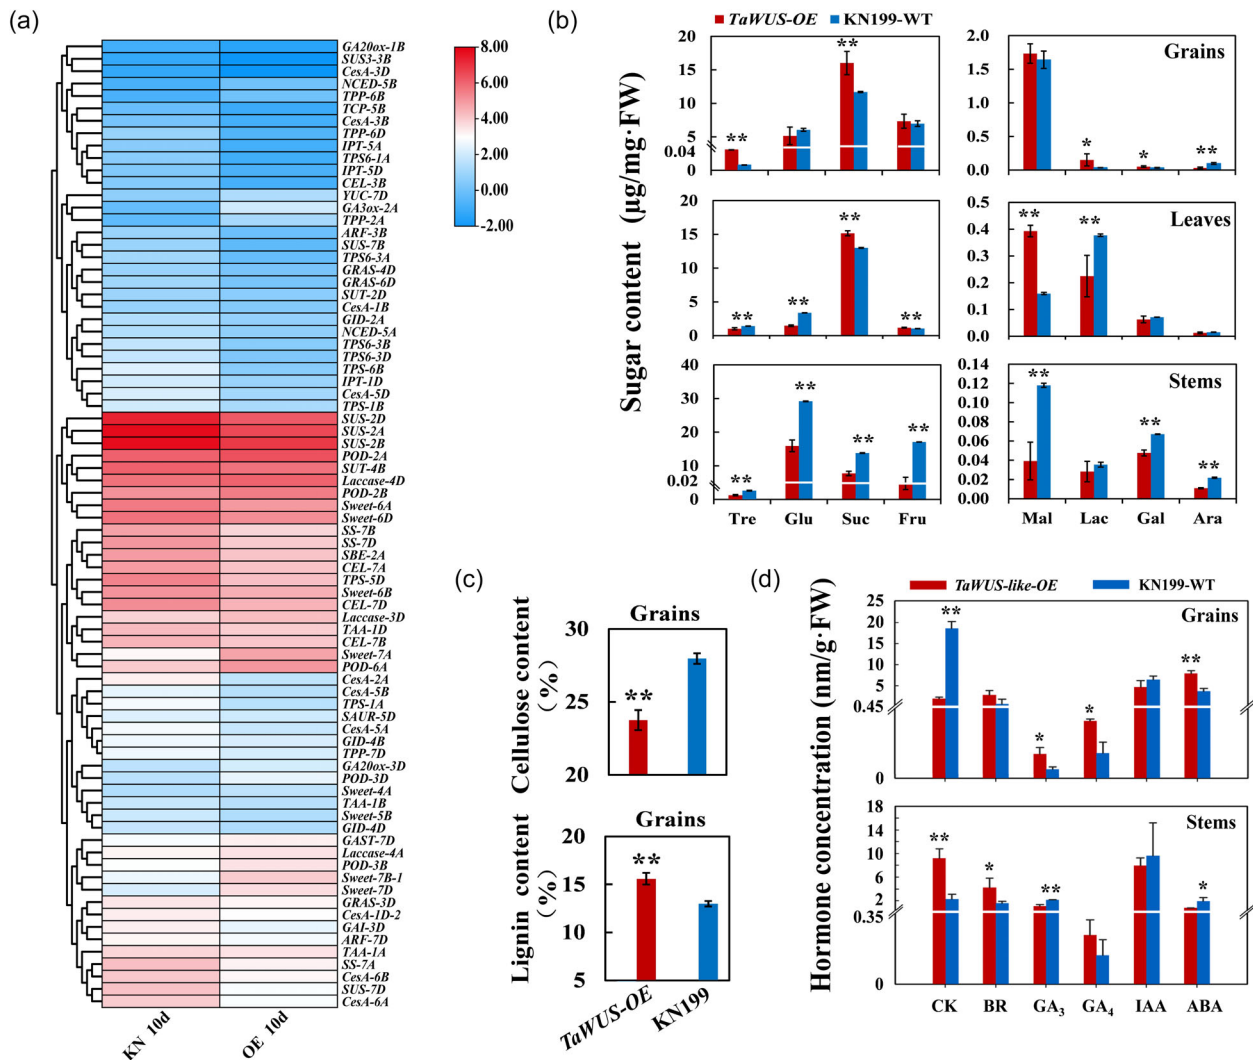 (a)
GA20ox-1B
SUS3-3B
CesA-3D
NCED-5B
TPP-6B
TCP-5B
CesA-3B
TPP-6D
IPT-5A
TPS6-1A
IPT-5D
CEL-3B
YUC-7D
GA3ox-2A
TPP-2A
ARF-3B
SUS-7B
TPS6-3A
GRAS-4D
GRAS-6D
SUT-2D
CesA-1B
GID-2A
NCED-5A
TPS6-3B
TPS6-3D
TPS-6B
IPT-1D
CesA-5D
TPS-1B
SUS-2D
SUS-2A
SUS-2B
POD-2A
SUT-4B
Laccase-4D
POD-2B
Sweet-6A
Sweet-6D
SS-7B
SS-7D
SBE-2A
CEL-7A
TPS-5D
Sweet-6B
CEL-7D
Laccase-3D
TAA-1D
CEL-7B
Sweet-7A
POD-6A
CesA-2A
CesA-5B
TPS-1A
SAUR-5D
CesA-5A
GID-4B
TPP-7D
GA20ox-3D
POD-3D
Sweet-4A
TAA-1B
Sweet-5B
GID-4D
GAST-7D
Laccase-4A
POD-3B
Sweet-7B-1
Sweet-7D
GRAS-3D
CesA-1D-2
GAI-3D
ARF-7D
TAA-1A
SS-7A
CesA-6B
SUS-7D
CesA-6A
KN 10d
OE 10d
8.00
6.00
4.00
2.00
0.00
-2.00
(b)
TaWUS-OE
KN199-WT
Sugar content (μg/mg·FW)
20
15
10
5
0.04
0
** **
2.0
1.5
1.0
0.5
0.0
Grains
* * **
20
15
10
5
0
** ** ** **
0.5
0.4
0.3
0.2
0.1
0.0
Leaves
** **
40
30
20
10
0.02
0
** ** ** **
Tre Glu Suc Fru
0.14
0.12
0.10
0.08
0.06
0.04
0.02
0.00
Stems
** ** **
Mal Lac Gal Ara
(c)
Grains
Cellulose content
(%)
30
25
20
**
Grains
Lignin content
(%)
20
15
10
5
**
TaWUS-OE
KN199
(d)
TaWUS-like-OE
KN199-WT
Hormone concentration (nm/g·FW)
25
20
15
10
5
0.45
0
Grains
** * * **
18
14
10
6
2
0.35
0
Stems
** * ** *
CK BR GA3 GA4 IAA ABA